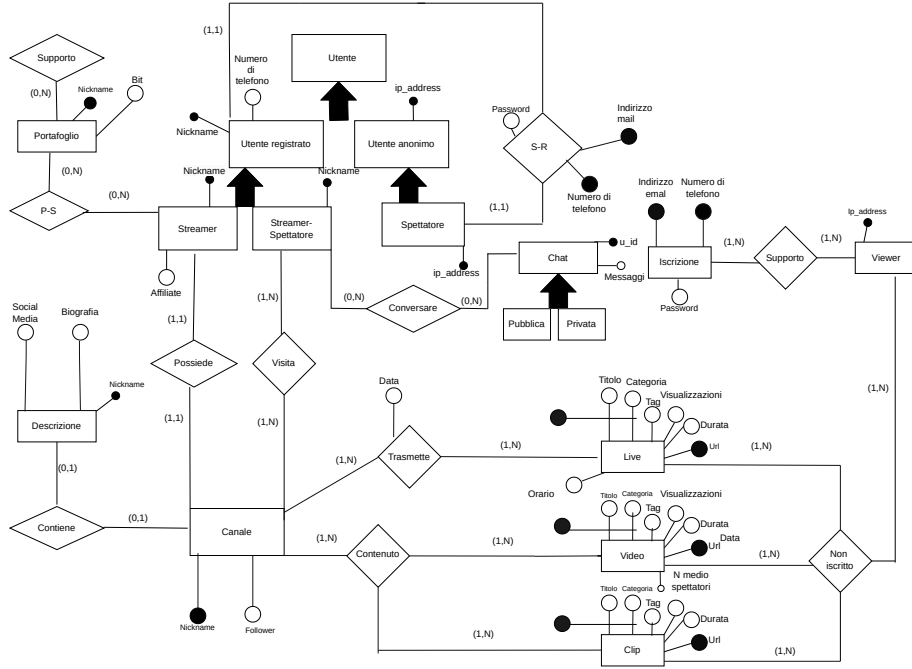 (1,1)
Utente
Supporto
Numero
di
telefono
Bit
Nickname
ip_address
(0,N)
Password
Indirizzo
mail
Portafoglio
Nickname
Utente registrato
Utente anonimo
S-R
(0,N)
Nickname
Nickname
Numero di
telefono
Indirizzo
emal
Numero di
telefono
P-S
(0,N)
Streamer
Streamer-
Spettatore
Spettatore
(1,1)
Ip_address
u_id
(1,N)
(1,N)
Chat
Iscrizione
Supporto
Viewer
ip_address
Messaggi
Affiliate
(1,N)
(0,N)
Conversare
(0,N)
Password
Social
Media
Biografia
(1,1)
Pubblica
Privata
Possiede
Visita
Nickname
Data
Titolo
Categoria
Visualizzazioni
(1,N)
Tag
Descrizione
(1,1)
(1,N)
Durata
Trasmette
(1,N)
(1,N)
Live
Url
(1,N)
(0,1)
Orario
Titolo
Categoria
Visualizzazioni
Tag
Contiene
(0,1)
Canale
(1,N)
(1,N)
Durata
Data
Url
Contenuto
Video
(1,N)
Non
iscritto
N medio
spettatori
Titolo
Categoria
Tag
Durata
Nickname
Follower
(1,N)
Clip
Url
(1,N)